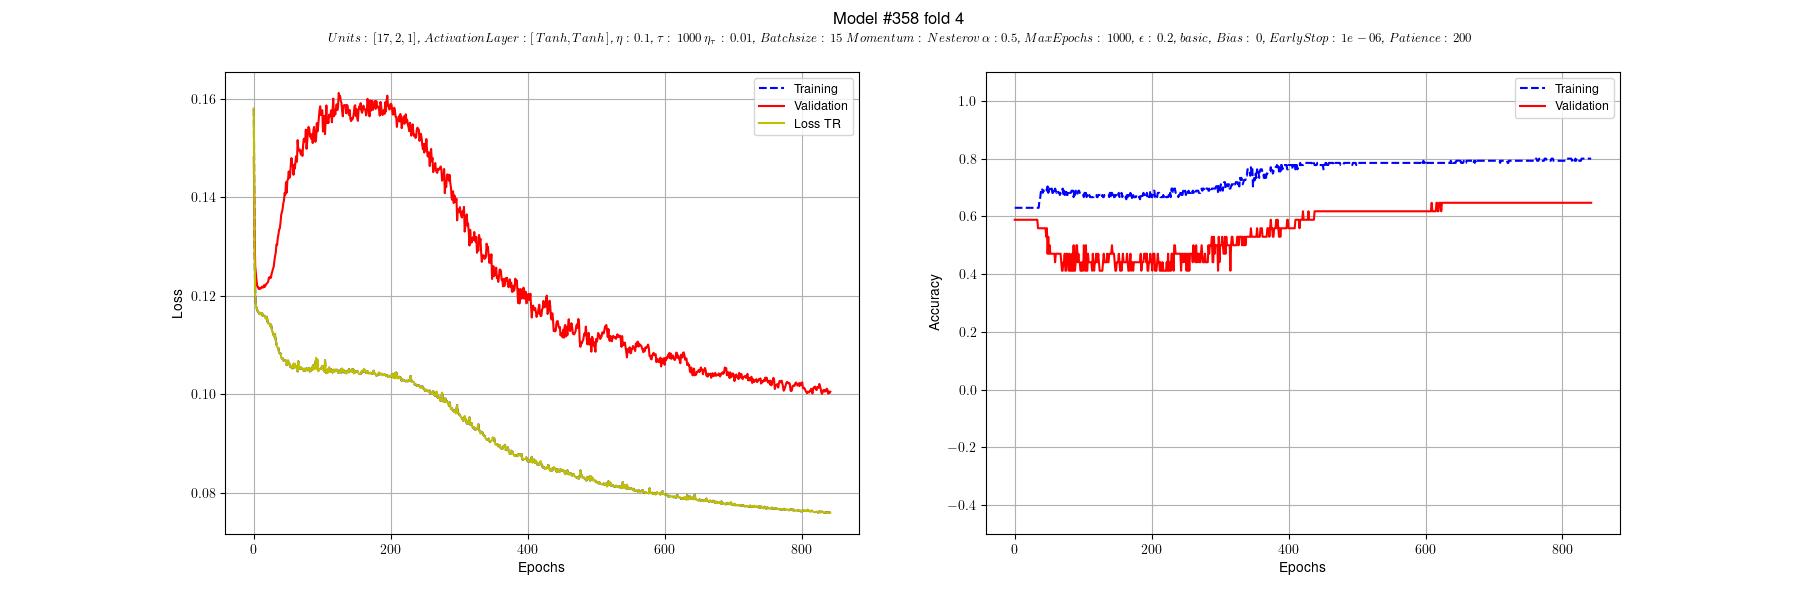 Model #358 fold 4
Units : [17, 2, 1], ActivationLayer : [Tanh, Tanh], η : 0.1, τ : 1000 ητ : 0.01, Batchsize : 15 Momentum : Nesterov α : 0.5, MaxEpochs : 1000, ϵ : 0.2, basic, Bias : 0, EarlyStop : 1e − 06, Patience : 200
Training
Validation
Loss TR
0.16
0.14
0.12
0.10
0.08
Loss
0
200
400
600
800
Epochs
Training
Validation
1.0
0.8
0.6
0.4
0.2
0.0
−0.2
−0.4
Accuracy
0
200
400
600
800
Epochs